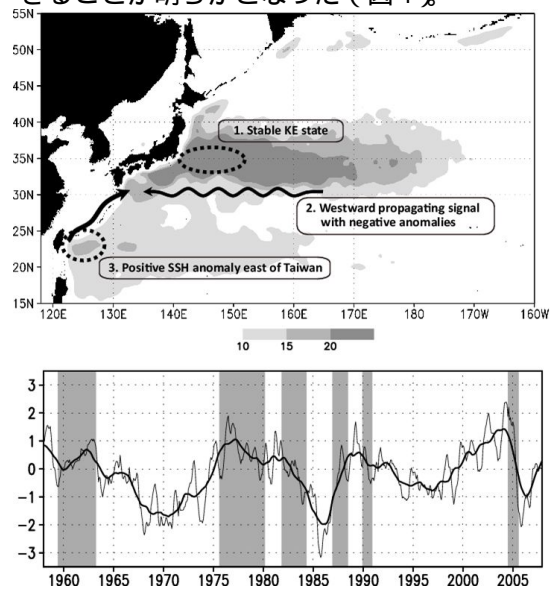 きることが明らかとなった（図１）。
55N
50N
45N
40N
35N
30N
25N
20N
15N
1. Stable KE state
2. Westward propagating signal
with negative anomalies
3. Positive SSH anomaly east of Taiwan
120E 130E 140E 150E 160E 170E 180 170W 160W
10 15 20
3
2
1
0
-1
-2
-3
1960 1965 1970 1975 1980 1985 1990 1995 2000 2005